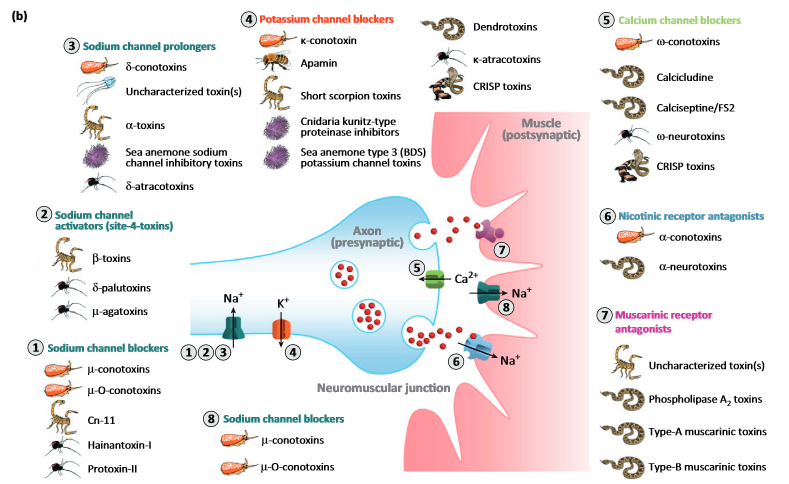 (b)
3 Sodium channel prolongers
δ-conotoxins
Uncharacterized toxin(s)
α-toxins
Sea anemone sodium
channel inhibitory toxins
δ-atracotoxins
4 Potassium channel blockers
κ-conotoxin
Apamin
Short scorpion toxins
Cnidaria kunitz-type
proteinase inhibitors
Sea anemone type 3 (BDS)
potassium channel toxins
Dendrotoxins
κ-atracotoxins
CRISP toxins
5 Calcium channel blockers
ω-conotoxins
Calcicludine
Calciseptine/FS2
ω-neurotoxins
CRISP toxins
2 Sodium channel
activators (site-4-toxins)
β-toxins
δ-palutoxins
μ-agatoxins
6 Nicotinic receptor antagonists
α-conotoxins
α-neurotoxins
1 Sodium channel blockers
μ-conotoxins
μ-O-conotoxins
Cn-11
Hainantoxin-I
Protoxin-II
8 Sodium channel blockers
μ-conotoxins
μ-O-conotoxins
7 Muscarinic receptor
antagonists
Uncharacterized toxin(s)
Phospholipase A2 toxins
Type-A muscarinic toxins
Type-B muscarinic toxins
Muscle
(postsynaptic)
Axon
(presynaptic)
7
5
Ca2+
Na+
8
Na+
K+
1 2 3
4
6
Na+
Neuromuscular junction